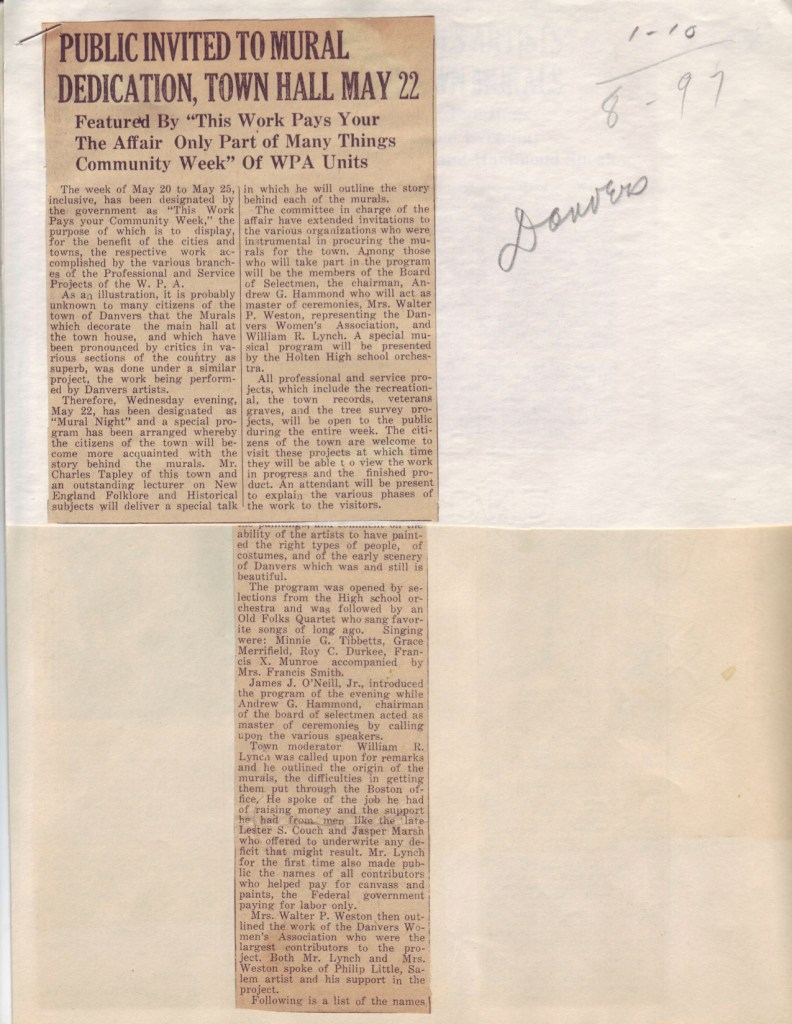 PUBLIC INVITED TO MURAL
DEDICATION, TOWN HALL MAY 22
Featured By "This Work Pays Your
The Affair Only Part of Many Things
Community Week" Of WPA Units
The week of May 20 to May 25,
inclusive, has been designated by
the government as "This Work
Pays your Community Week," the
purpose of which is to display,
for the benefit of the cities and
towns, the respective work ac-
complished by the various branch-
es of the Professional and Service
Projects of the W. P. A.
As an illustration, it is probably
unknown to many citizens of the
town of Danvers that the Murals
which decorate the main hall at
the town house, and which have
been pronounced by critics in va-
rious sections of the country as
superb, was done under a similar
project, the work being perform-
ed by Danvers artists.
Therefore, Wednesday evening,
May 22, has been designated as
"Mural Night" and a special pro-
gram has been arranged whereby
the citizens of the town will be-
come more acquainted with the
story behind the murals. Mr.
Charles Tapley of this town and
an outstanding lecturer on New
England Folklore and Historical
subjects will deliver a special talk
in which he will outline the story
behind each of the murals.
The committee in charge of the
affair have extended invitations to
the various organizations who were
instrumental in procuring the mu-
rals for the town. Among those
who will take part in the program
will be the members of the Board
of Selectmen, the chairman, An-
drew G. Hammond who will act as
master of ceremonies, Mrs. Walter
P. Weston, representing the Dan-
vers Women's Association, and
William R. Lynch. A special mu-
sical program will be presented
by the Holten High school orches-
tra.
All professional and service pro-
jects, which include the recreation-
al, the town records, veterans
graves, and the tree survey pro-
jects, will be open to the public
during the entire week. The citi-
zens of the town are welcome to
visit these projects at which time
they will be able to view the work
in progress and the finished pro-
duct. An attendant will be present
to explain the various phases of
the work to the visitors.
1-10
8-97
Danvers
paintings, and comment on the
ability of the artists to have paint-
ed the right types of people, of
costumes, and of the early scenery
of Danvers which was and still is
beautiful.
The program was opened by se-
lections from the High school or-
chestra and was followed by an
Old Folks Quartet who sang favor-
ite songs of long ago. Singing
were: Minnie G. Tibbetts, Grace
Merrifield, Roy C. Durkee, Fran-
cis X. Munroe accompanied by
Mrs. Francis Smith.
James J. O'Neill, Jr., introduced
the program of the evening while
Andrew G. Hammond, chairman
of the board of selectmen acted as
master of ceremonies by calling
upon the various speakers.
Town moderator William R.
Lynch was called upon for remarks
and he outlined the origin of the
murals, the difficulties in getting
them put through the Boston of-
fice. He spoke of the job he had
of raising money and the support
he had from men like the late
Lester S. Couch and Jasper Marsh
who offered to underwrite any de-
ficit that might result. Mr. Lynch
for the first time also made pub-
lic the names of all contributors
who helped pay for canvass and
paints, the Federal government
paying for labor only.
Mrs. Walter P. Weston then out-
lined the work of the Danvers Wo-
men's Association who were the
largest contributors to the pro-
ject. Both Mr. Lynch and Mrs.
Weston spoke of Philip Little, Sa-
lem artist and his support in the
project.
Following is a list of the names